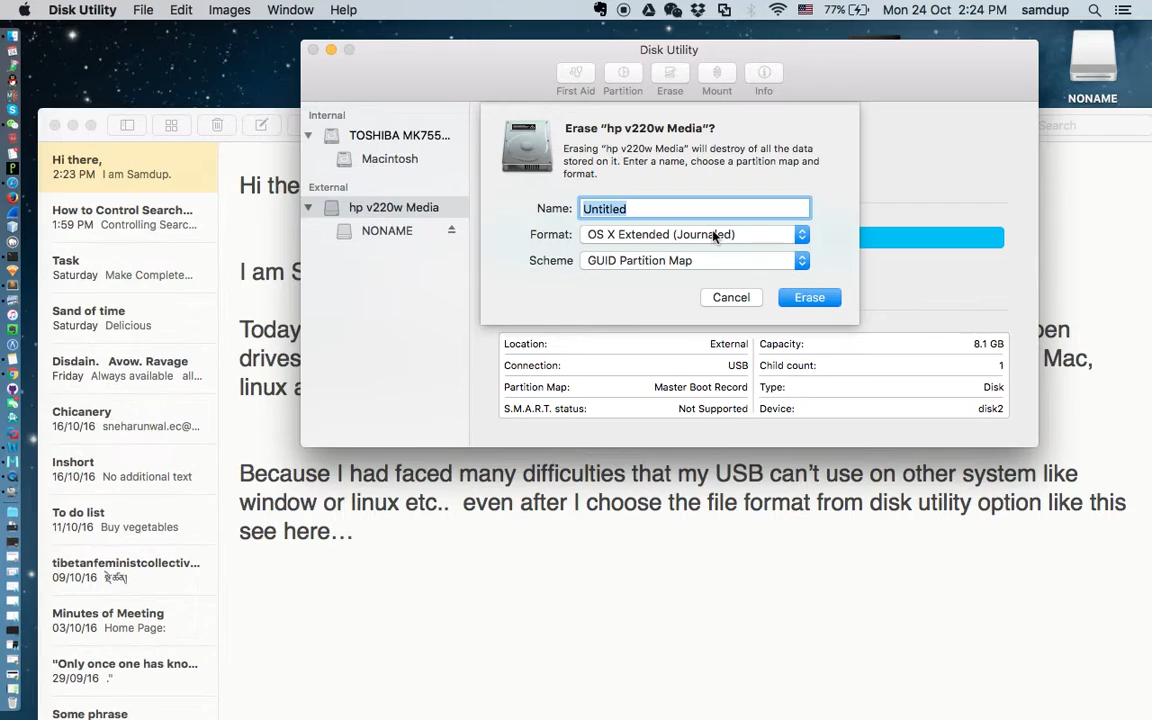 Disk Utility File Edit Images Window Help 77% Mon 24 Oct 2:24 PM samdup
NONAME
Disk Utility
First Aid Partition Erase Mount Info
Internal
TOSHIBA MK755...
Macintosh
External
hp v220w Media
NONAME
Erase “hp v220w Media”?
Erasing “hp v220w Media” will destroy of all the data
stored on it. Enter a name, choose a partition map and
format.
Name: Untitled
Format: OS X Extended (Journaled)
Scheme GUID Partition Map
Cancel Erase
Location: External
Capacity: 8.1 GB
Connection: USB
Child count: 1
Partition Map: Master Boot Record
Type: Disk
S.M.A.R.T. status: Not Supported
Device: disk2
Search
Hi there,
2:23 PM I am Samdup.
How to Control Search...
1:59 PM Controlling Searc...
Task
Saturday Make Complete...
Sand of time
Saturday Delicious
Disdain. Avow. Ravage
Friday Always available all...
Chicanery
16/10/16 sneharunwal.ec@...
Inshort
16/10/16 No additional text
To do list
11/10/16 Buy vegetables
tibetanfeministcollectiv...
09/10/16 སྙེ་ཚན།
Minutes of Meeting
03/10/16 Home Page:
"Only once one has kno...
29/09/16 ."
Some phrase
Hi the
I am S
Today
drives
Mac,
linux a
Because I had faced many difficulties that my USB can’t use on other system like
window or linux etc.. even after I choose the file format from disk utility option like this
see here…